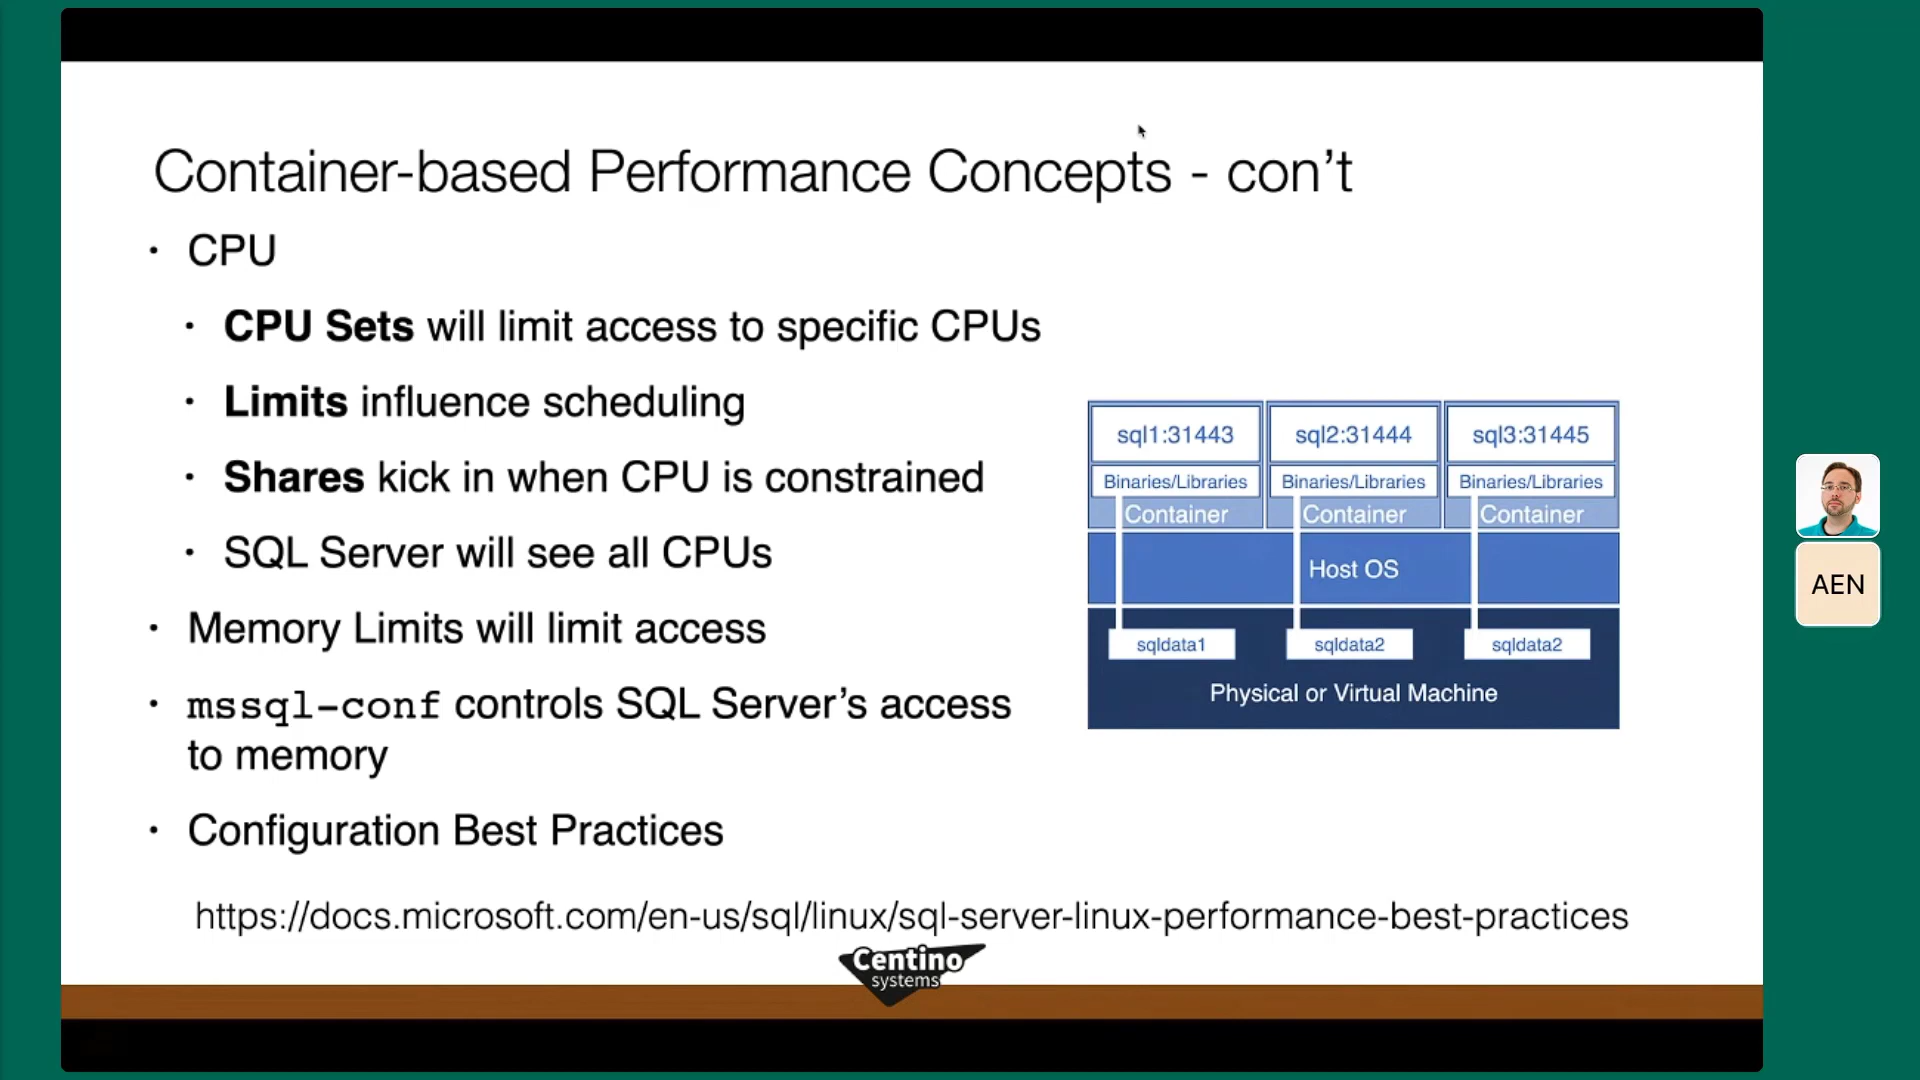 Container-based Performance Concepts - con't
• CPU
• CPU Sets will limit access to specific CPUs
• Limits influence scheduling
• Shares kick in when CPU is constrained
• SQL Server will see all CPUs
• Memory Limits will limit access
• mssql-conf controls SQL Server’s access
to memory
• Configuration Best Practices
https://docs.microsoft.com/en-us/sql/linux/sql-server-linux-performance-best-practices
sql1:31443 sql2:31444 sql3:31445
Binaries/Libraries Binaries/Libraries Binaries/Libraries
Container Container Container
Host OS
sqldata1 sqldata2 sqldata2
Physical or Virtual Machine
Centino
systems
AEN